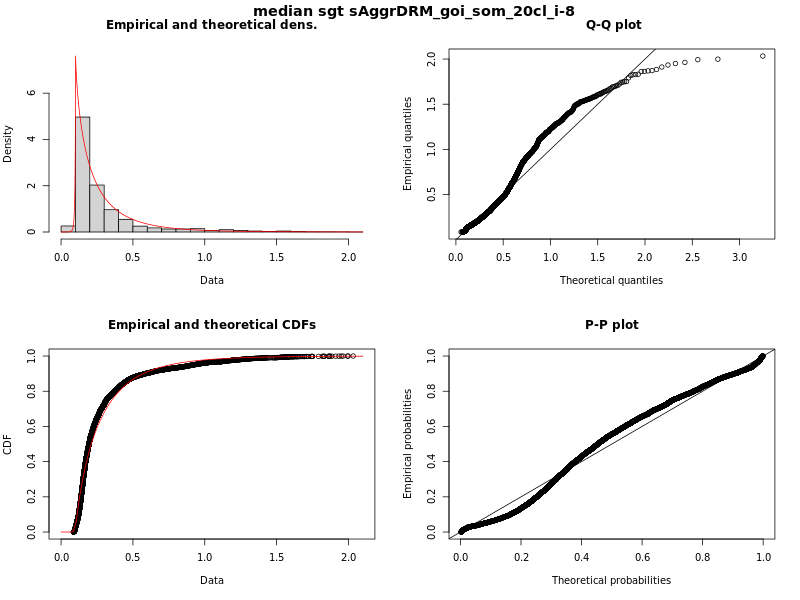 median sgt sAggrDRM_goi_som_20cl_i-8
Empirical and theoretical dens.
Density
0 2 4 6
0.0 0.5 1.0 1.5 2.0
Data
Q-Q plot
Empirical quantiles
0.5 1.0 1.5 2.0
0.0 0.5 1.0 1.5 2.0 2.5 3.0
Theoretical quantiles
Empirical and theoretical CDFs
CDF
0.0 0.2 0.4 0.6 0.8 1.0
0.0 0.5 1.0 1.5 2.0
Data
P-P plot
Empirical probabilities
0.0 0.2 0.4 0.6 0.8 1.0
0.0 0.2 0.4 0.6 0.8 1.0
Theoretical probabilities